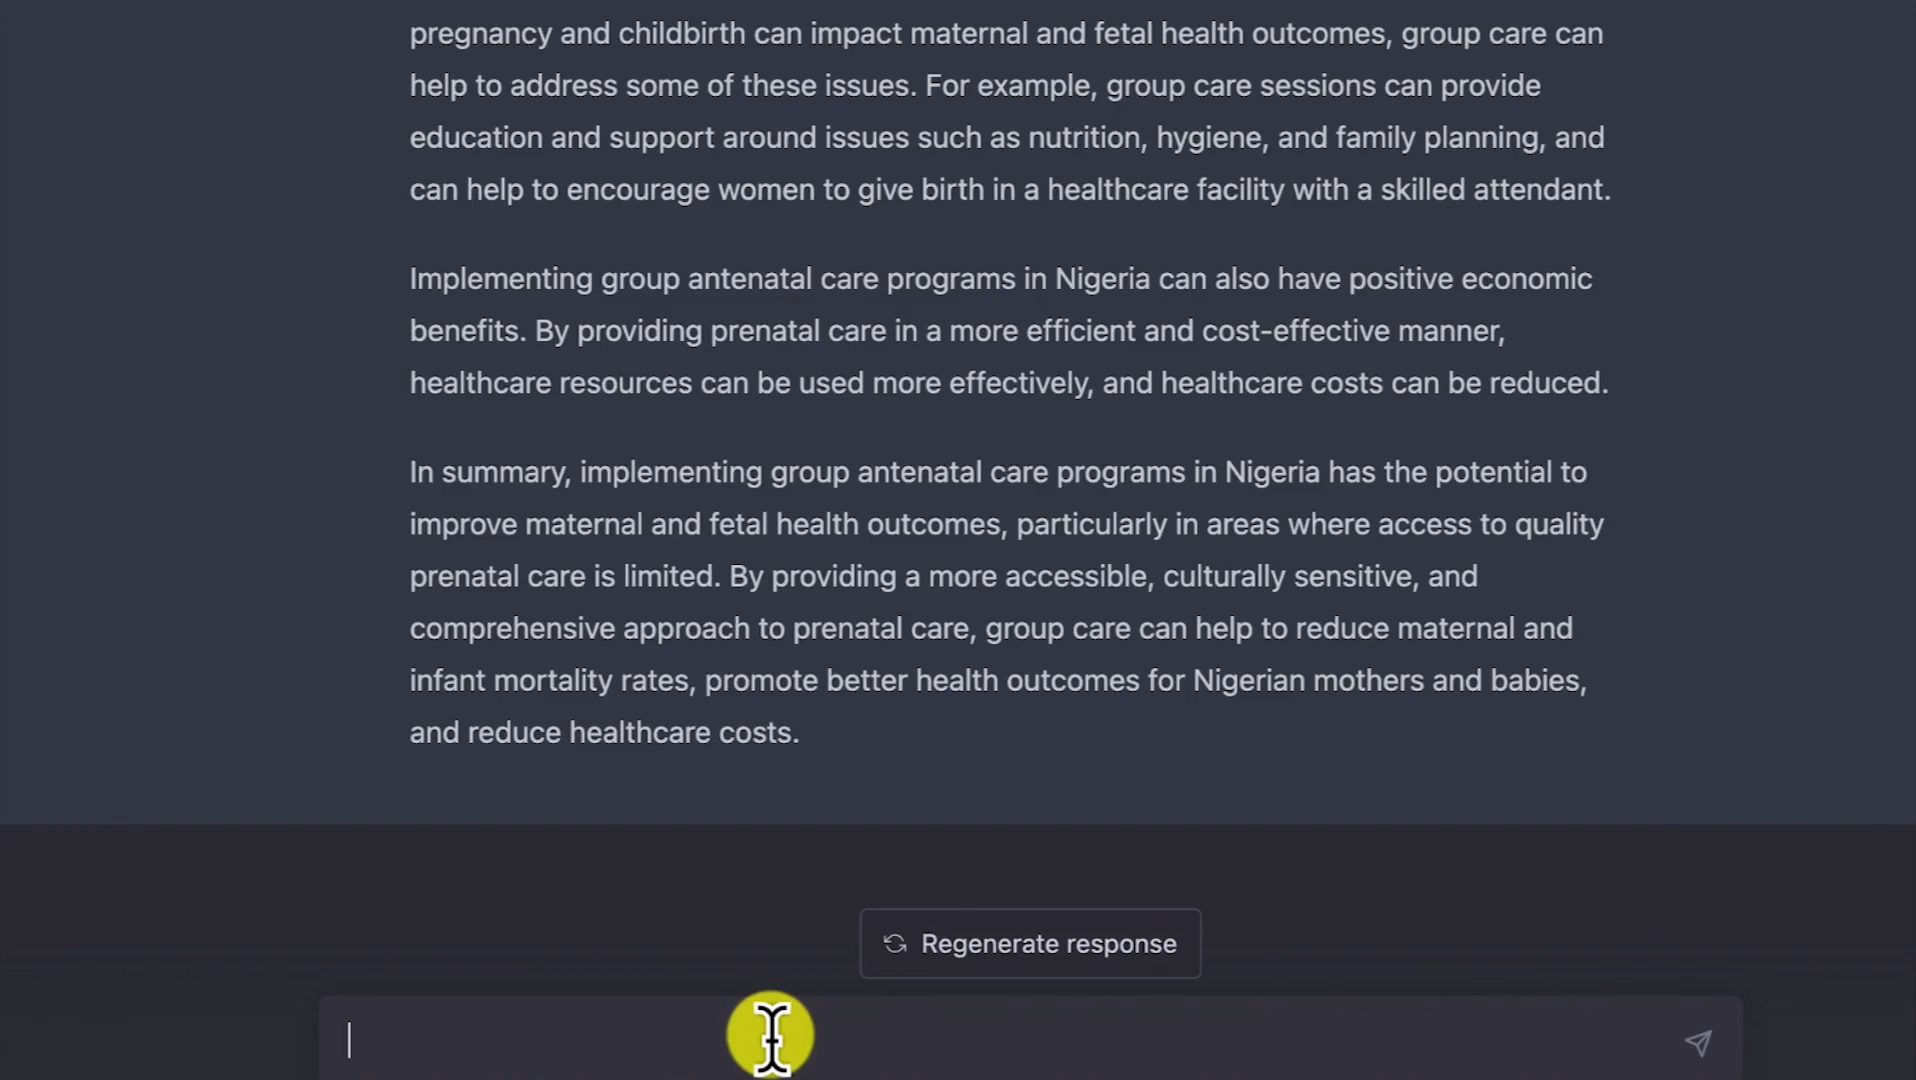 pregnancy and childbirth can impact maternal and fetal health outcomes, group care can
help to address some of these issues. For example, group care sessions can provide
education and support around issues such as nutrition, hygiene, and family planning, and
can help to encourage women to give birth in a healthcare facility with a skilled attendant.
Implementing group antenatal care programs in Nigeria can also have positive economic
benefits. By providing prenatal care in a more efficient and cost-effective manner,
healthcare resources can be used more effectively, and healthcare costs can be reduced.
In summary, implementing group antenatal care programs in Nigeria has the potential to
improve maternal and fetal health outcomes, particularly in areas where access to quality
prenatal care is limited. By providing a more accessible, culturally sensitive, and
comprehensive approach to prenatal care, group care can help to reduce maternal and
infant mortality rates, promote better health outcomes for Nigerian mothers and babies,
and reduce healthcare costs.
Regenerate response